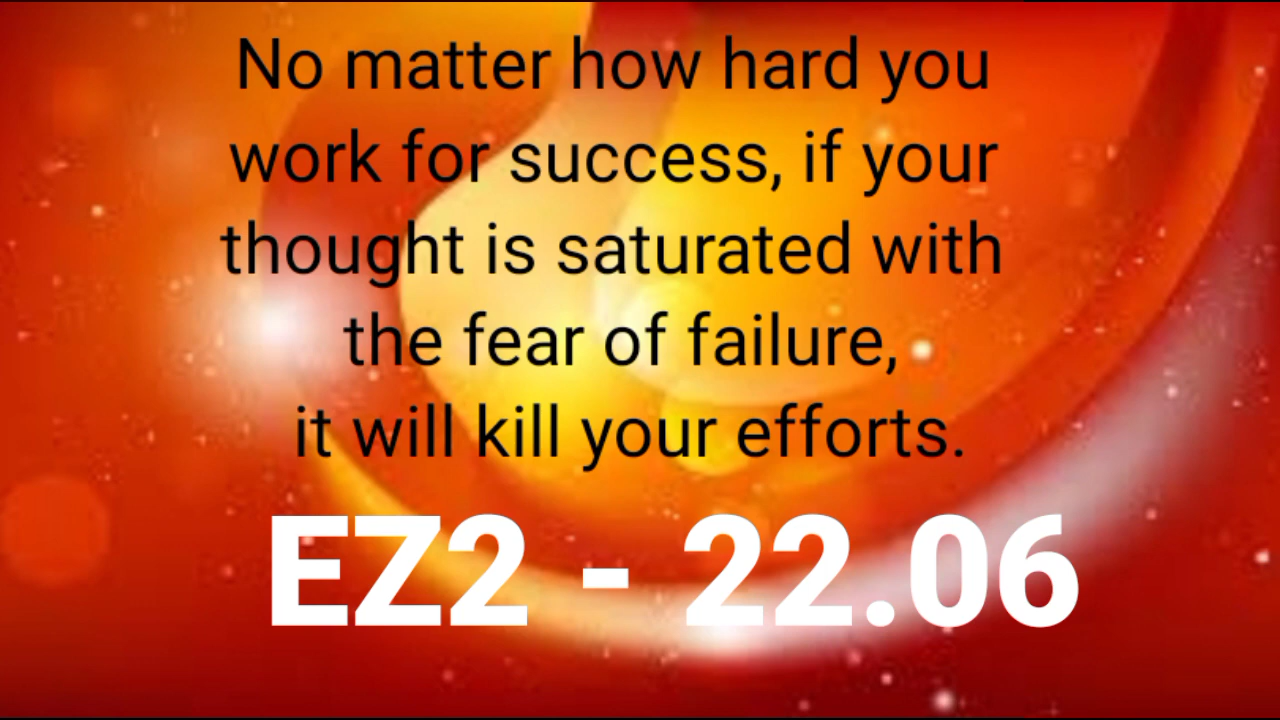 No matter how hard you
work for success, if your
thought is saturated with
the fear of failure,
it will kill your efforts.
EZ2 - 22.06